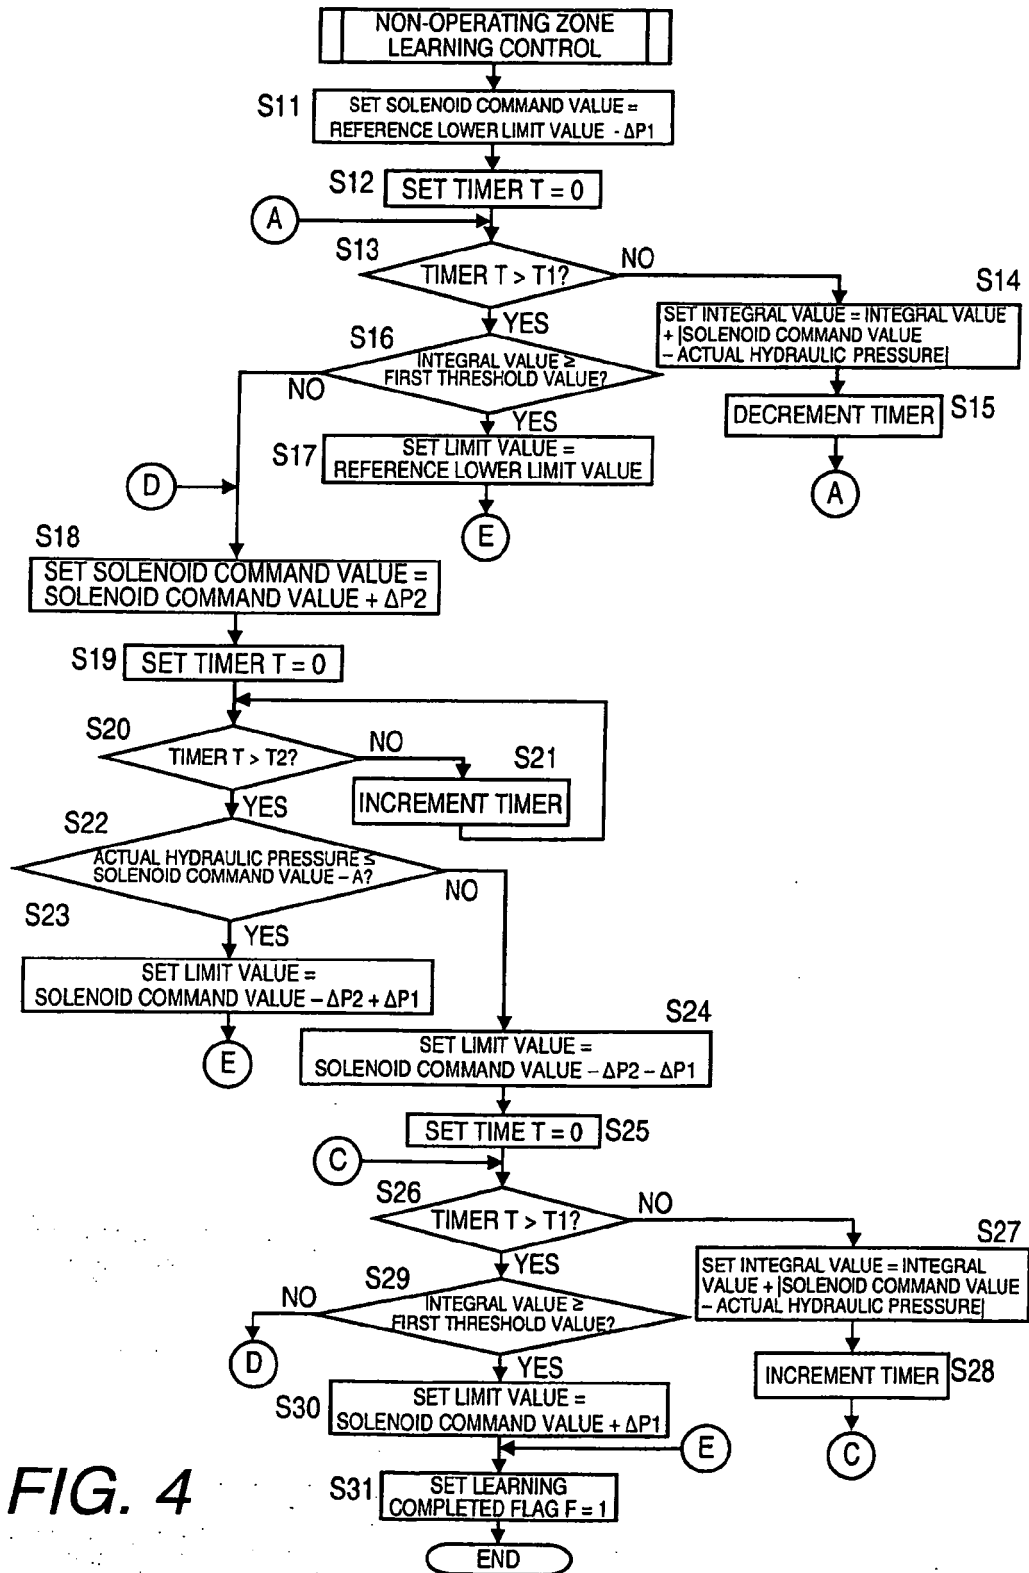 NON-OPERATING ZONE
LEARNING CONTROL
S11
SET SOLENOID COMMAND VALUE =
REFERENCE LOWER LIMIT VALUE - ΔP1
S12
SET TIMER T = 0
A
S13
TIMER T > T1?
NO
YES
S14
SET INTEGRAL VALUE = INTEGRAL VALUE
+ |SOLENOID COMMAND VALUE
– ACTUAL HYDRAULIC PRESSURE|
S15
DECREMENT TIMER
A
S16
INTEGRAL VALUE ≥
FIRST THRESHOLD VALUE?
NO
YES
S17
SET LIMIT VALUE =
REFERENCE LOWER LIMIT VALUE
E
D
S18
SET SOLENOID COMMAND VALUE =
SOLENOID COMMAND VALUE + ΔP2
S19
SET TIMER T = 0
S20
TIMER T > T2?
NO
YES
S21
INCREMENT TIMER
S22
ACTUAL HYDRAULIC PRESSURE ≤
SOLENOID COMMAND VALUE – A?
NO
YES
S23
SET LIMIT VALUE =
SOLENOID COMMAND VALUE – ΔP2 + ΔP1
E
S24
SET LIMIT VALUE =
SOLENOID COMMAND VALUE – ΔP2 – ΔP1
SET TIME T = 0
S25
C
S26
TIMER T > T1?
NO
YES
S27
SET INTEGRAL VALUE = INTEGRAL
VALUE + |SOLENOID COMMAND VALUE
– ACTUAL HYDRAULIC PRESSURE|
INCREMENT TIMER
S28
C
S29
INTEGRAL VALUE ≥
FIRST THRESHOLD VALUE?
NO
D
YES
S30
SET LIMIT VALUE =
SOLENOID COMMAND VALUE + ΔP1
E
S31
SET LEARNING
COMPLETED FLAG F = 1
END
FIG. 4